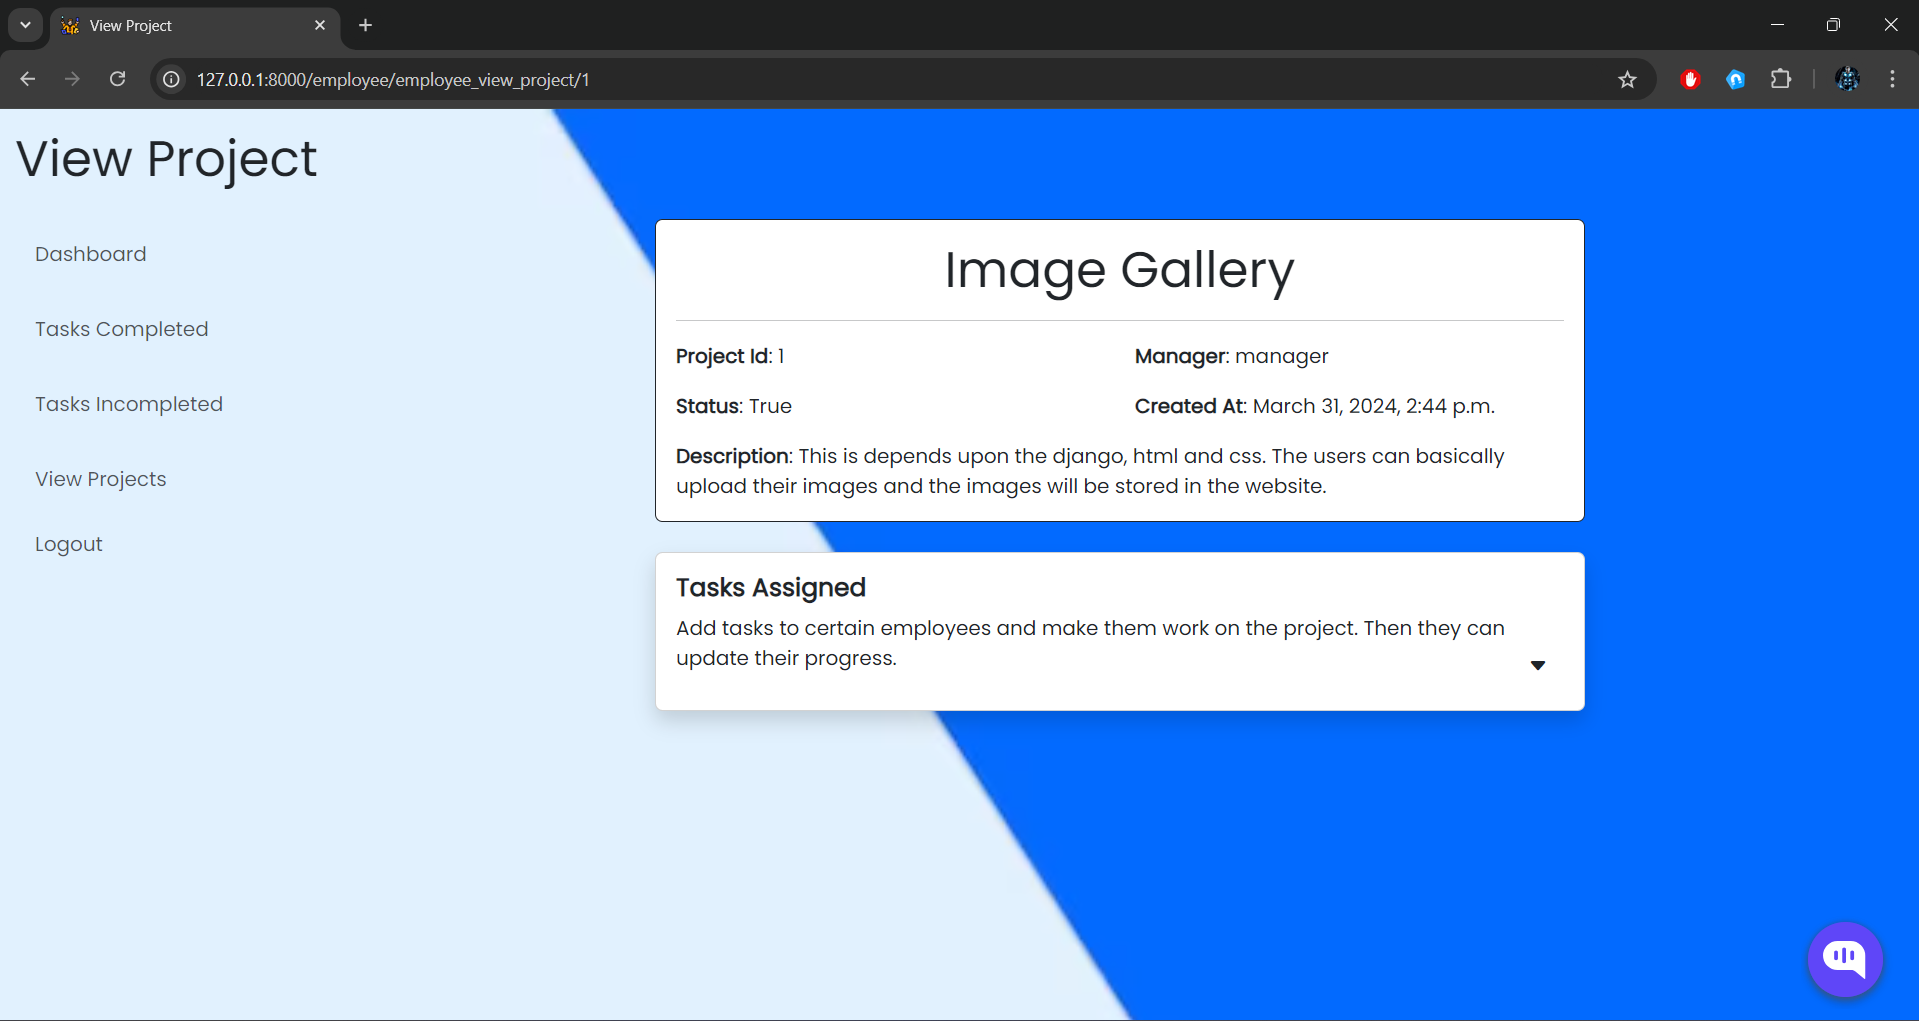 View Project
127.0.0.1:8000/employee/employee_view_project/1
View Project
Dashboard
Tasks Completed
Tasks Incompleted
View Projects
Logout
Image Gallery
Project Id: 1
Manager: manager
Status: True
Created At: March 31, 2024, 2:44 p.m.
Description: This is depends upon the django, html and css. The users can basically
upload their images and the images will be stored in the website.
Tasks Assigned
Add tasks to certain employees and make them work on the project. Then they can
update their progress.